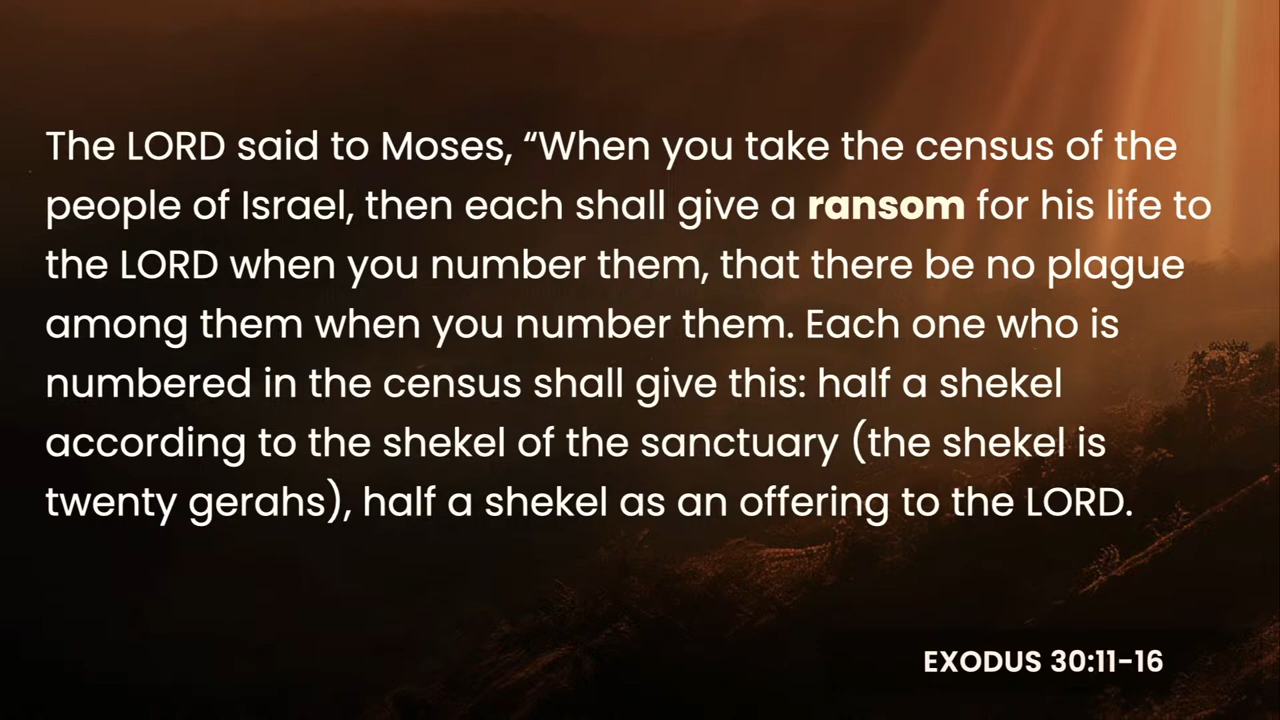 The LORD said to Moses, “When you take the census of the
people of Israel, then each shall give a ransom for his life to
the LORD when you number them, that there be no plague
among them when you number them. Each one who is
numbered in the census shall give this: half a shekel
according to the shekel of the sanctuary (the shekel is
twenty gerahs), half a shekel as an offering to the LORD.
EXODUS 30:11-16